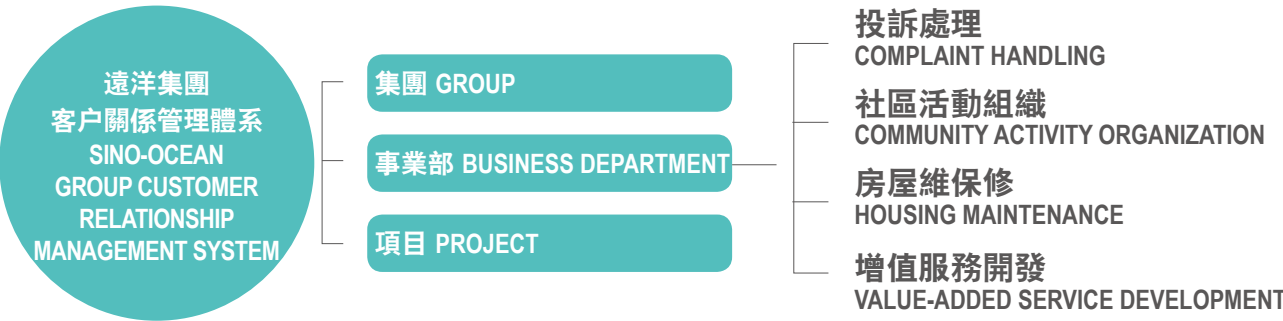 遠洋集團
客户關係管理體系
SINO-OCEAN
GROUP CUSTOMER
RELATIONSHIP
MANAGEMENT SYSTEM
集團 GROUP
事業部 BUSINESS DEPARTMENT
項目 PROJECT
投訴處理
COMPLAINT HANDLING
社區活動組織
COMMUNITY ACTIVITY ORGANIZATION
房屋維保修
HOUSING MAINTENANCE
增值服務開發
VALUE-ADDED SERVICE DEVELOPMENT